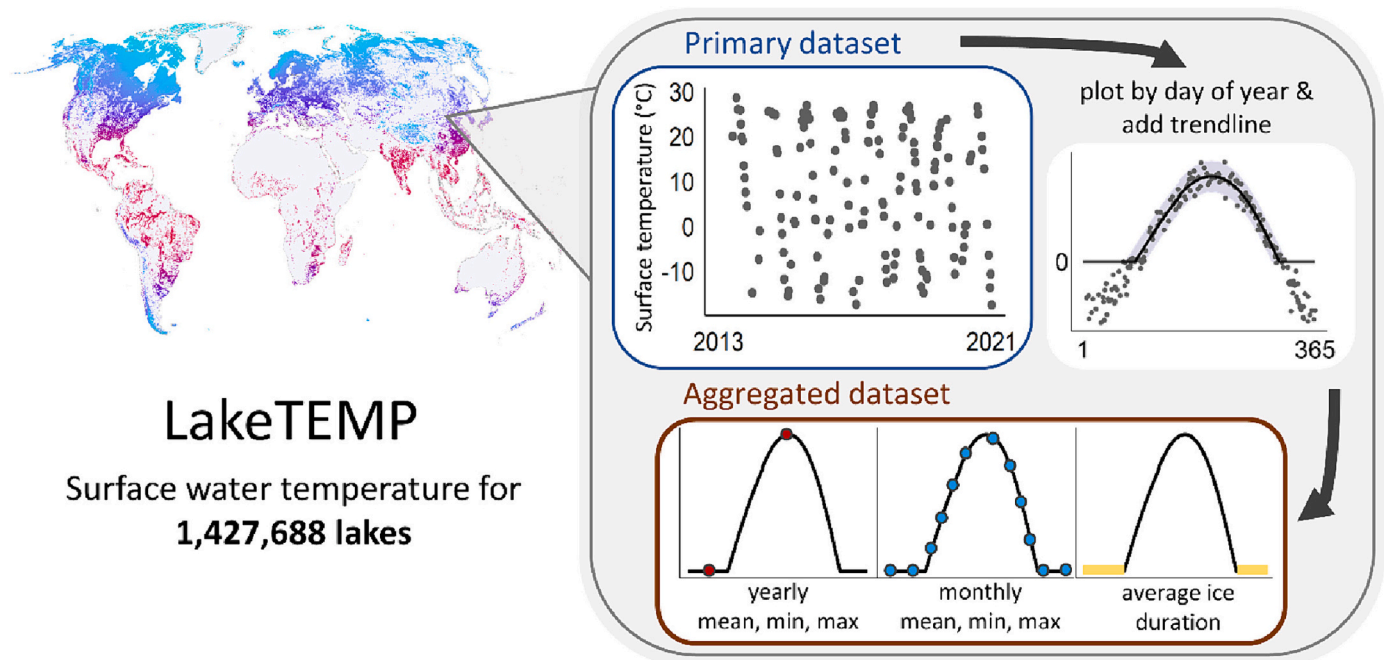 LakeTEMP
Surface water temperature for
1,427,688 lakes
Primary dataset
Surface temperature (°C)
30
20
10
0
-10
2013
2021
plot by day of year &
add trendline
0
1
365
Aggregated dataset
yearly
mean, min, max
monthly
mean, min, max
average ice
duration